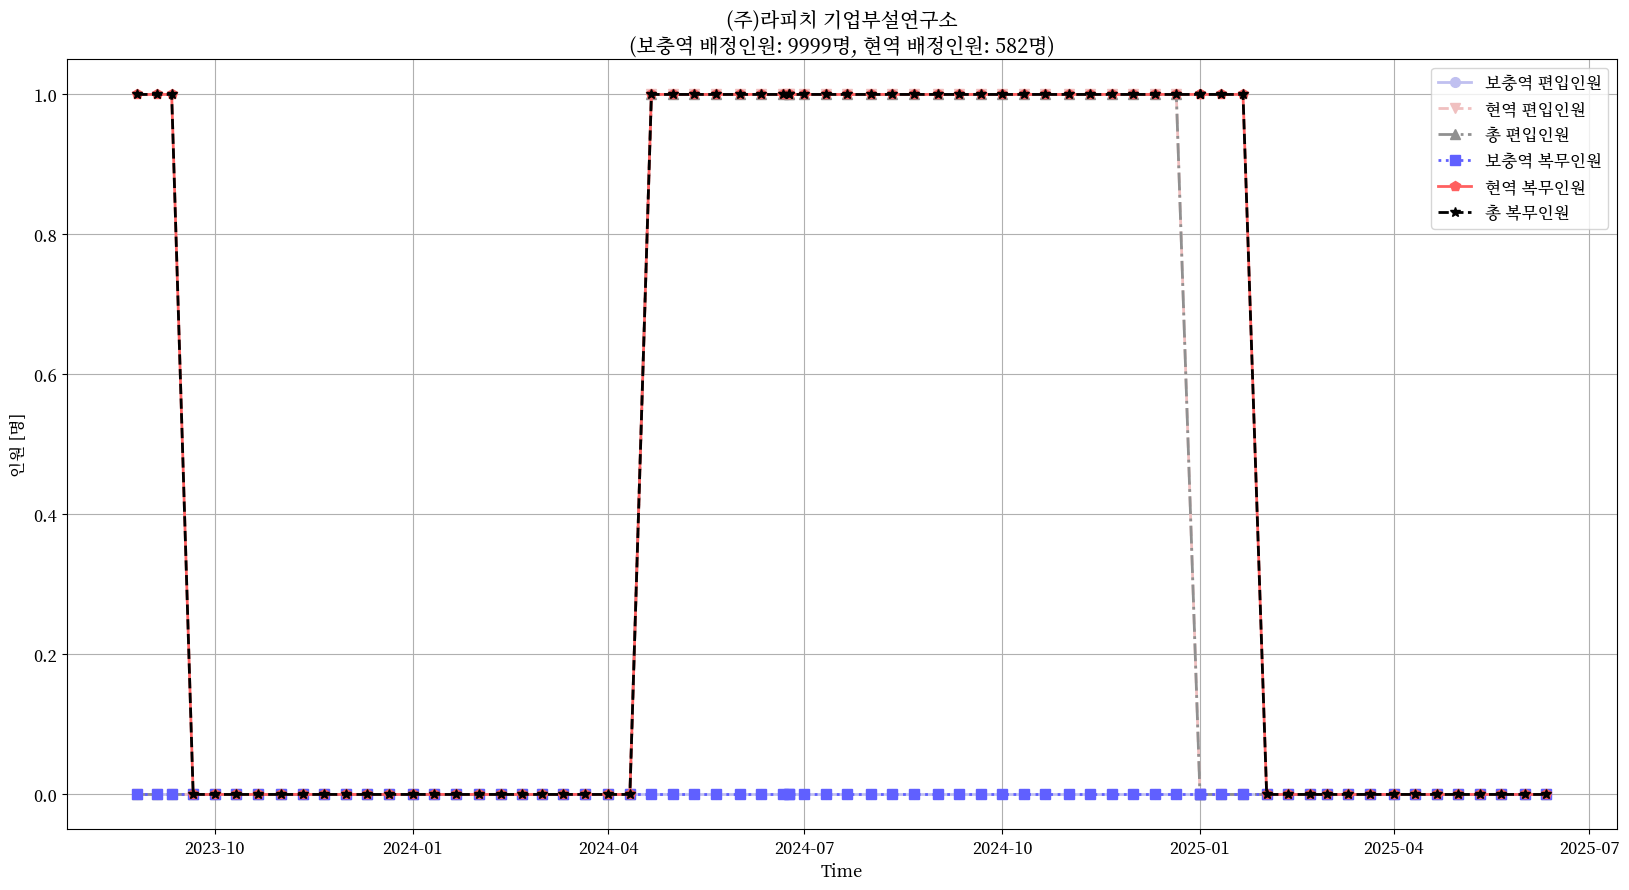 (주)라피치 기업부설연구소
(보충역 배정인원: 9999명, 현역 배정인원: 582명)
보충역 편입인원
현역 편입인원
총 편입인원
보충역 복무인원
현역 복무인원
총 복무인원
인원 [명]
1.0
0.8
0.6
0.4
0.2
0.0
2023-10
2024-01
2024-04
2024-07
2024-10
2025-01
2025-04
2025-07
Time